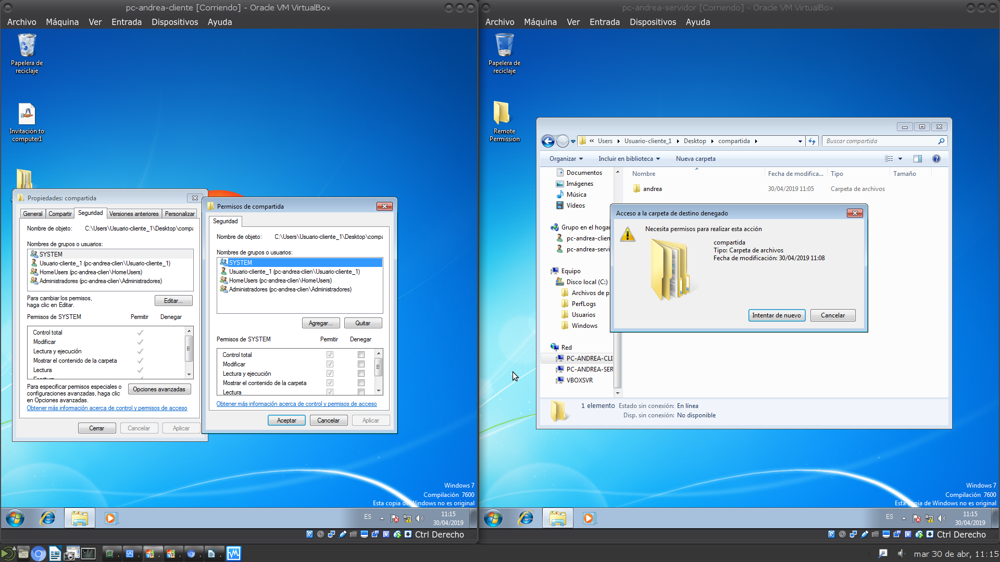 pc-andrea-cliente [Corriendo] - Oracle VM VirtualBox
Archivo Máquina Ver Entrada Dispositivos Ayuda
Papelera de
reciclaje
Invitación to
computer1
Propiedades: compartida
General Compartir Seguridad Versiones anteriores Personalizar
Nombre de objeto: C:\Users\Usuario-cliente_1\Desktop\compa
Nombres de grupos o usuarios:
SYSTEM
Usuario-cliente_1 (pc-andrea-clien\Usuario-cliente_1)
HomeUsers (pc-andrea-clien\HomeUsers)
Administradores (pc-andrea-clien\Administradores)
Para cambiar los permisos,
haga clic en Editar.
Editar...
Permisos de SYSTEM Permitir Denegar
Control total
Modificar
Lectura y ejecución
Mostrar el contenido de la carpeta
Lectura
Escritura
Para especificar permisos especiales o
configuraciones avanzadas, haga clic
en Opciones avanzadas.
Opciones avanzadas
Obtener más información acerca de control y permisos de acceso
Cerrar Cancelar Aplicar
Permisos de compartida
Seguridad
Nombre de objeto: C:\Users\Usuario-cliente_1\Desktop\compa
Nombres de grupos o usuarios:
SYSTEM
Usuario-cliente_1 (pc-andrea-clien\Usuario-cliente_1)
HomeUsers (pc-andrea-clien\HomeUsers)
Administradores (pc-andrea-clien\Administradores)
Agregar... Quitar
Permisos de SYSTEM Permitir Denegar
Control total
Modificar
Lectura y ejecución
Mostrar el contenido de la carpeta
Lectura
Obtener más información acerca de control y permisos de acceso
Aceptar Cancelar Aplicar
Windows 7
Compilación 7600
Esta copia de Windows no es original
ES 11:15
30/04/2019
Ctrl Derecho
pc-andrea-servidor [Corriendo] - Oracle VM VirtualBox
Archivo Máquina Ver Entrada Dispositivos Ayuda
Papelera de
reciclaje
Remote
Permission
« Users Usuario-cliente_1 Desktop compartida
Buscar compartida
Organizar Incluir en biblioteca Nueva carpeta
Documentos
Imágenes
Música
Vídeos
Grupo en el hogar
pc-andrea-clien
pc-andrea-servi
Equipo
Disco local (C:)
Archivos de p
PerfLogs
Usuarios
Windows
Red
PC-ANDREA-CLI
PC-ANDREA-SER
VBOXSVR
Nombre Fecha de modifica... Tipo Tamaño
andrea 30/04/2019 11:05 Carpeta de archivos
Acceso a la carpeta de destino denegado
Necesita permisos para realizar esta acción
compartida
Tipo: Carpeta de archivos
Fecha de modificación: 30/04/2019 11:08
Intentar de nuevo Cancelar
1 elemento Estado sin conexión: En línea
Disp. sin conexión: No disponible
Windows 7
Compilación 7600
Esta copia de Windows no es original
ES 11:15
30/04/2019
Ctrl Derecho
mar 30 de abr, 11:15